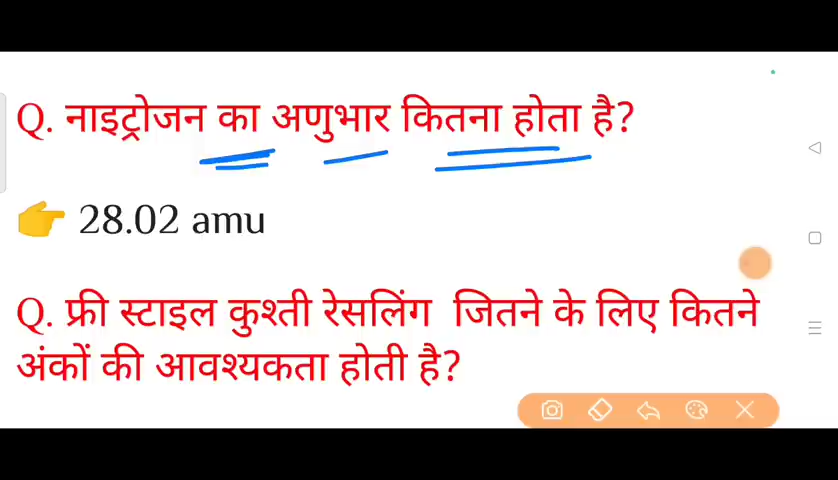 Q. नाइट्रोजन का अणुभार कितना होता है?
👉 28.02 amu
Q. फ्री स्टाइल कुश्ती रेसलिंग जितने के लिए कितने
अंकों की आवश्यकता होती है?